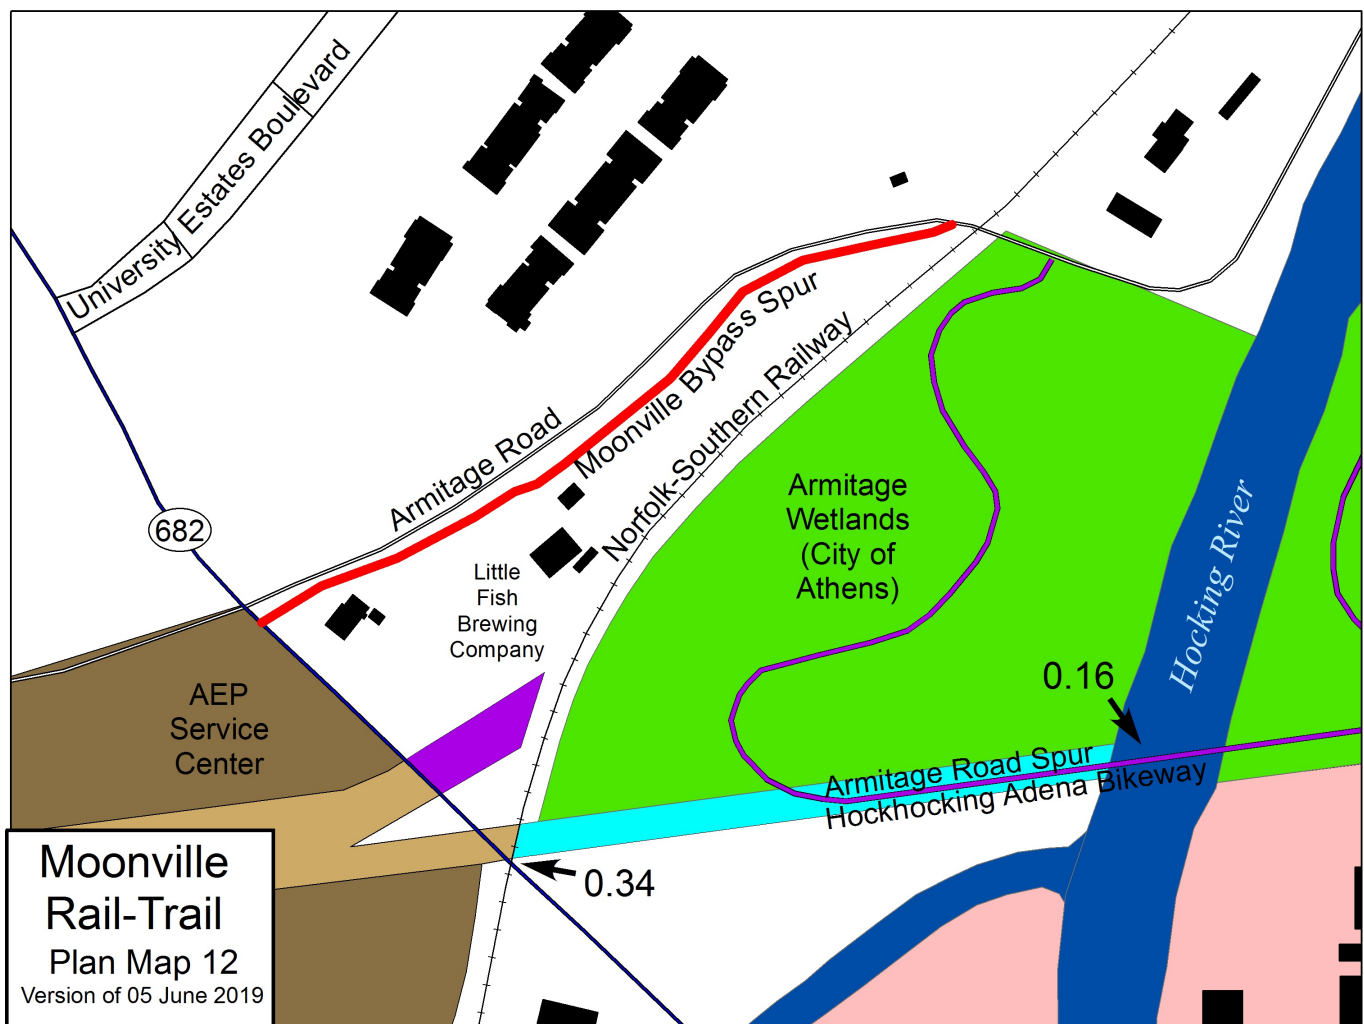 University Estates Boulevard
682
Armitage Road
Moonville Bypass Spur
Norfolk-Southern Railway
Little
Fish
Brewing
Company
Armitage
Wetlands
(City of
Athens)
Hocking River
AEP
Service
Center
0.16
Armitage Road Spur
Hockhocking Adena Bikeway
0.34
Moonville
Rail-Trail
Plan Map 12
Version of 05 June 2019